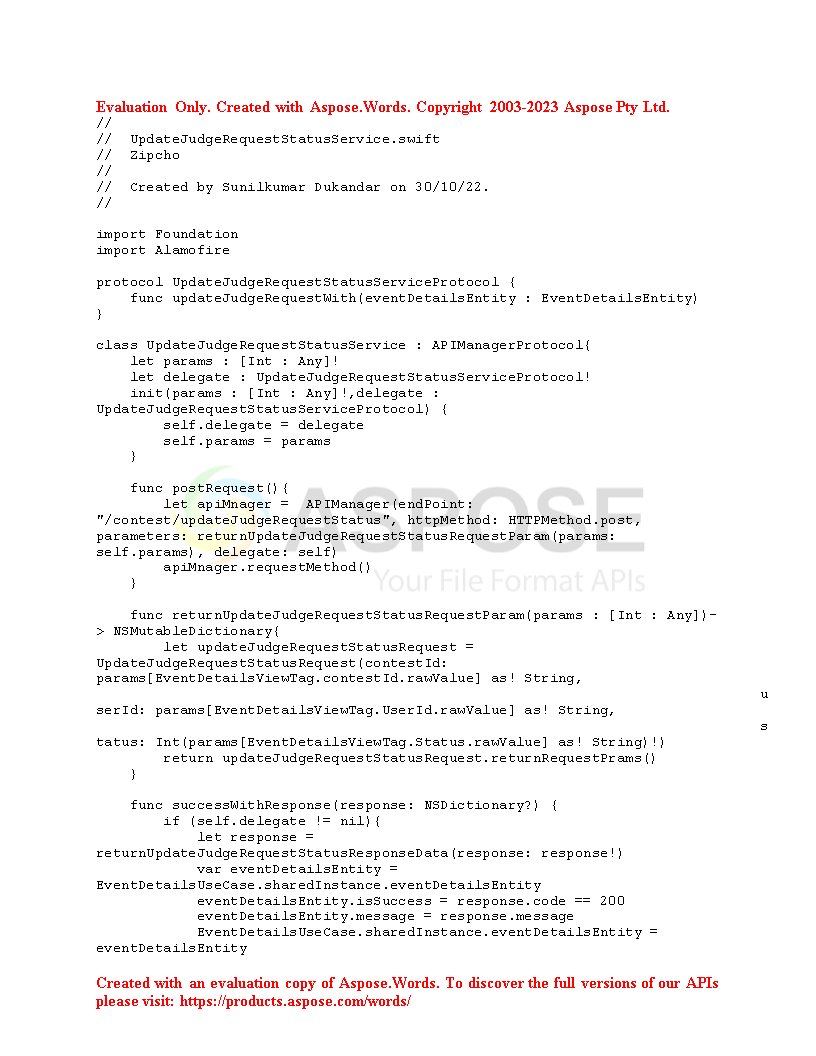 Evaluation Only. Created with Aspose.Words. Copyright 2003-2023 Aspose Pty Ltd.
//
//  UpdateJudgeRequestStatusService.swift
//  Zipcho
//
//  Created by Sunilkumar Dukandar on 30/10/22.
//
import Foundation
import Alamofire
protocol UpdateJudgeRequestStatusServiceProtocol {
    func updateJudgeRequestWith(eventDetailsEntity : EventDetailsEntity)
}
class UpdateJudgeRequestStatusService : APIManagerProtocol{
    let params : [Int : Any]!
    let delegate : UpdateJudgeRequestStatusServiceProtocol!
    init(params : [Int : Any]!,delegate :
UpdateJudgeRequestStatusServiceProtocol) {
        self.delegate = delegate
        self.params = params
    }
    func postRequest(){
        let apiMnager =  APIManager(endPoint:
"/contest/updateJudgeRequestStatus", httpMethod: HTTPMethod.post,
parameters: returnUpdateJudgeRequestStatusRequestParam(params:
self.params), delegate: self)
        apiMnager.requestMethod()
    }
ASPOSE
Your File Format APIs
    func returnUpdateJudgeRequestStatusRequestParam(params : [Int : Any])-
> NSMutableDictionary{
        let updateJudgeRequestStatusRequest =
UpdateJudgeRequestStatusRequest(contestId:
params[EventDetailsViewTag.contestId.rawValue] as! String,
u
serId: params[EventDetailsViewTag.UserId.rawValue] as! String,
s
tatus: Int(params[EventDetailsViewTag.Status.rawValue] as! String)!)
        return updateJudgeRequestStatusRequest.returnRequestPrams()
    }
    func successWithResponse(response: NSDictionary?) {
        if (self.delegate != nil){
            let response =
returnUpdateJudgeRequestStatusResponseData(response: response!)
            var eventDetailsEntity =
EventDetailsUseCase.sharedInstance.eventDetailsEntity
            eventDetailsEntity.isSuccess = response.code == 200
            eventDetailsEntity.message = response.message
            EventDetailsUseCase.sharedInstance.eventDetailsEntity =
eventDetailsEntity
Created with an evaluation copy of Aspose.Words. To discover the full versions of our APIs
please visit: https://products.aspose.com/words/